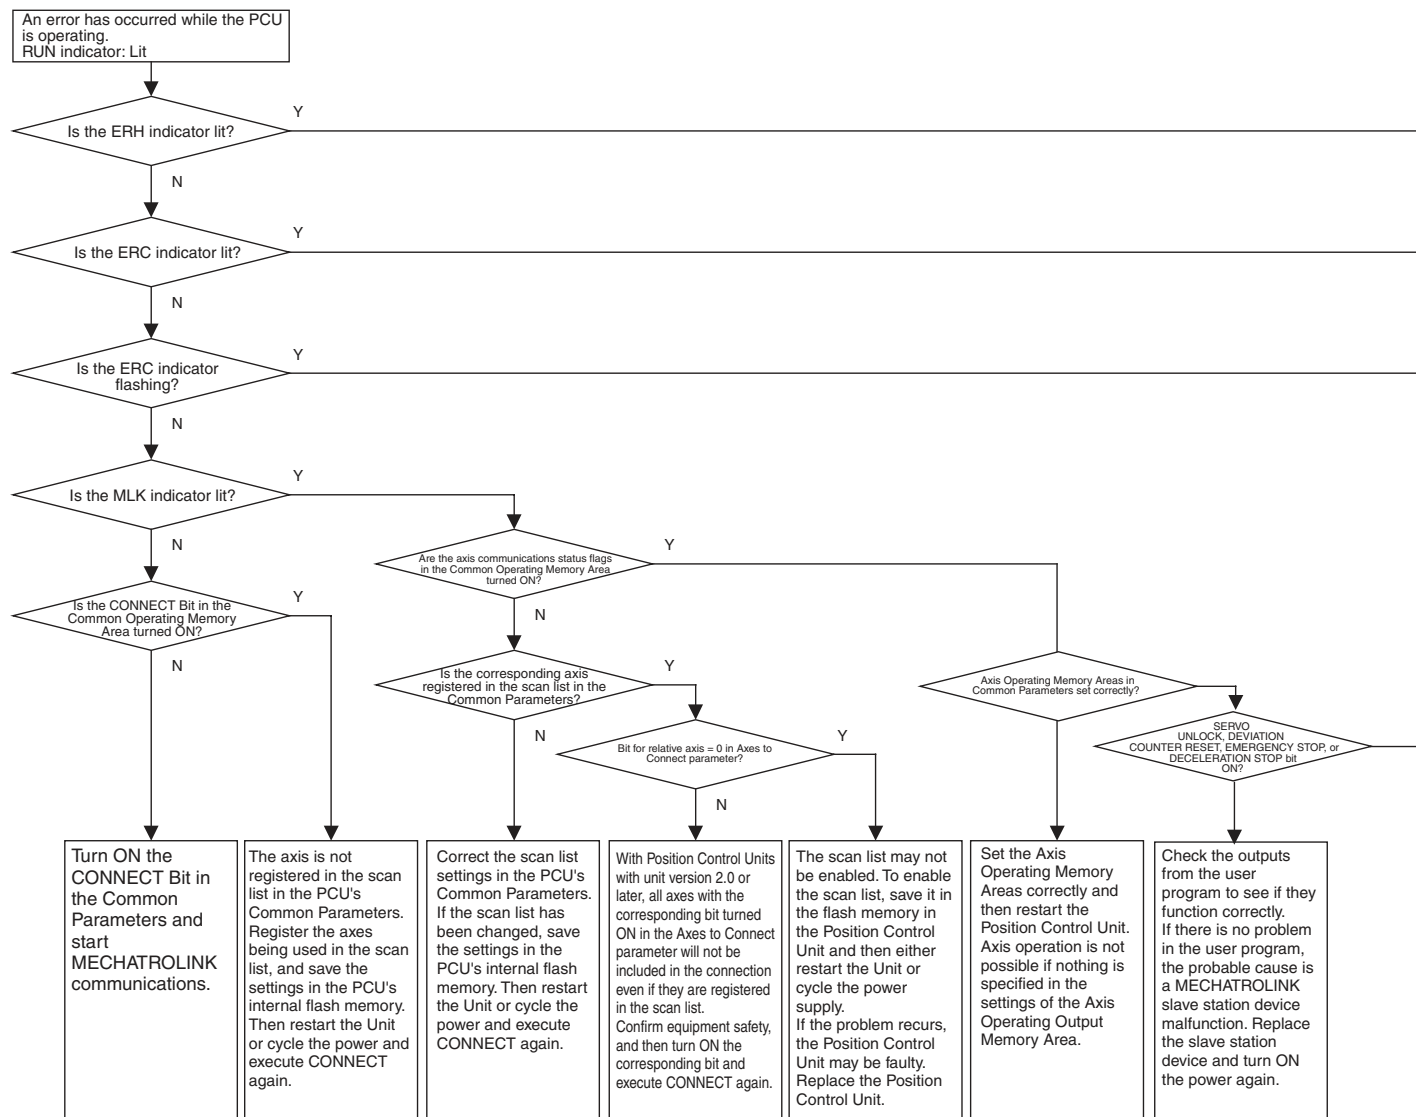 An error has occurred while the PCU
is operating.
RUN indicator: Lit
Y
Is the ERH indicator lit?
N
Y
Is the ERC indicator lit?
N
Y
Is the ERC indicator
flashing?
N
Y
Is the MLK indicator lit?
N
Y
Are the axis communications status flags
in the Common Operating Memory Area
turned ON?
N
Y
Is the CONNECT Bit in the
Common Operating Memory
Area turned ON?
N
Y
Is the corresponding axis
registered in the scan list in the
Common Parameters?
N
Axis Operating Memory Areas in
Common Parameters set correctly?
Y
Bit for relative axis = 0 in Axes to
Connect parameter?
N
SERVO
UNLOCK, DEVIATION
COUNTER RESET, EMERGENCY STOP, or
DECELERATION STOP bit
ON?
Turn ON the
CONNECT Bit in
the Common
Parameters and
start
MECHATROLINK
communications.
The axis is not
registered in the scan
list in the PCU's
Common Parameters.
Register the axes
being used in the scan
list, and save the
settings in the PCU's
internal flash memory.
Then restart the Unit
or cycle the power and
execute CONNECT
again.
Correct the scan list
settings in the PCU's
Common Parameters.
If the scan list has
been changed, save
the settings in the
PCU's internal flash
memory. Then restart
the Unit or cycle the
power and execute
CONNECT again.
With Position Control Units
with unit version 2.0 or
later, all axes with the
corresponding bit turned
ON in the Axes to Connect
parameter will not be
included in the connection
even if they are registered
in the scan list.
Confirm equipment safety,
and then turn ON the
corresponding bit and
execute CONNECT again.
The scan list may not
be enabled. To enable
the scan list, save it in
the flash memory in
the Position Control
Unit and then either
restart the Unit or
cycle the power
supply.
If the problem recurs,
the Position Control
Unit may be faulty.
Replace the Position
Control Unit.
Set the Axis
Operating Memory
Areas correctly and
then restart the
Position Control Unit.
Axis operation is not
possible if nothing is
specified in the
settings of the Axis
Operating Output
Memory Area.
Check the outputs
from the user
program to see if they
function correctly.
If there is no problem
in the user program,
the probable cause is
a MECHATROLINK
slave station device
malfunction. Replace
the slave station
device and turn ON
the power again.